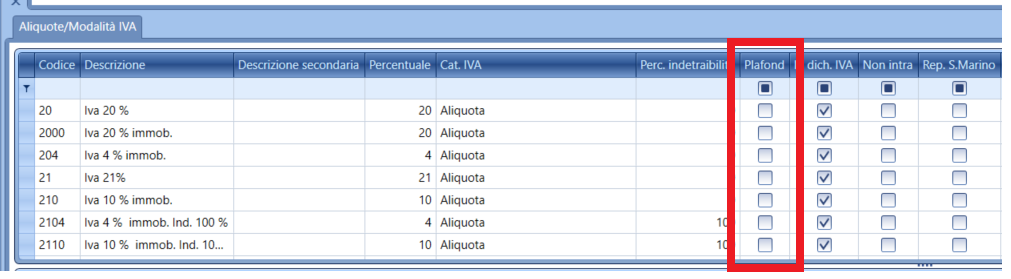 Aliquote/Modalità IVA
Codice Descrizione Descrizione secondaria Percentuale Cat. IVA Perc. indetraibilit Plafond dich. IVA Non intra Rep. S.Marino
20 Iva 20 % 20 Aliquota
2000 Iva 20 % immob. 20 Aliquota
204 Iva 4 % immob. 4 Aliquota
21 Iva 21% 21 Aliquota
210 Iva 10 % immob. 10 Aliquota
2104 Iva 4 % immob. Ind. 100 % 4 Aliquota 10
2110 Iva 10 % immob. Ind. 10... 10 Aliquota 10